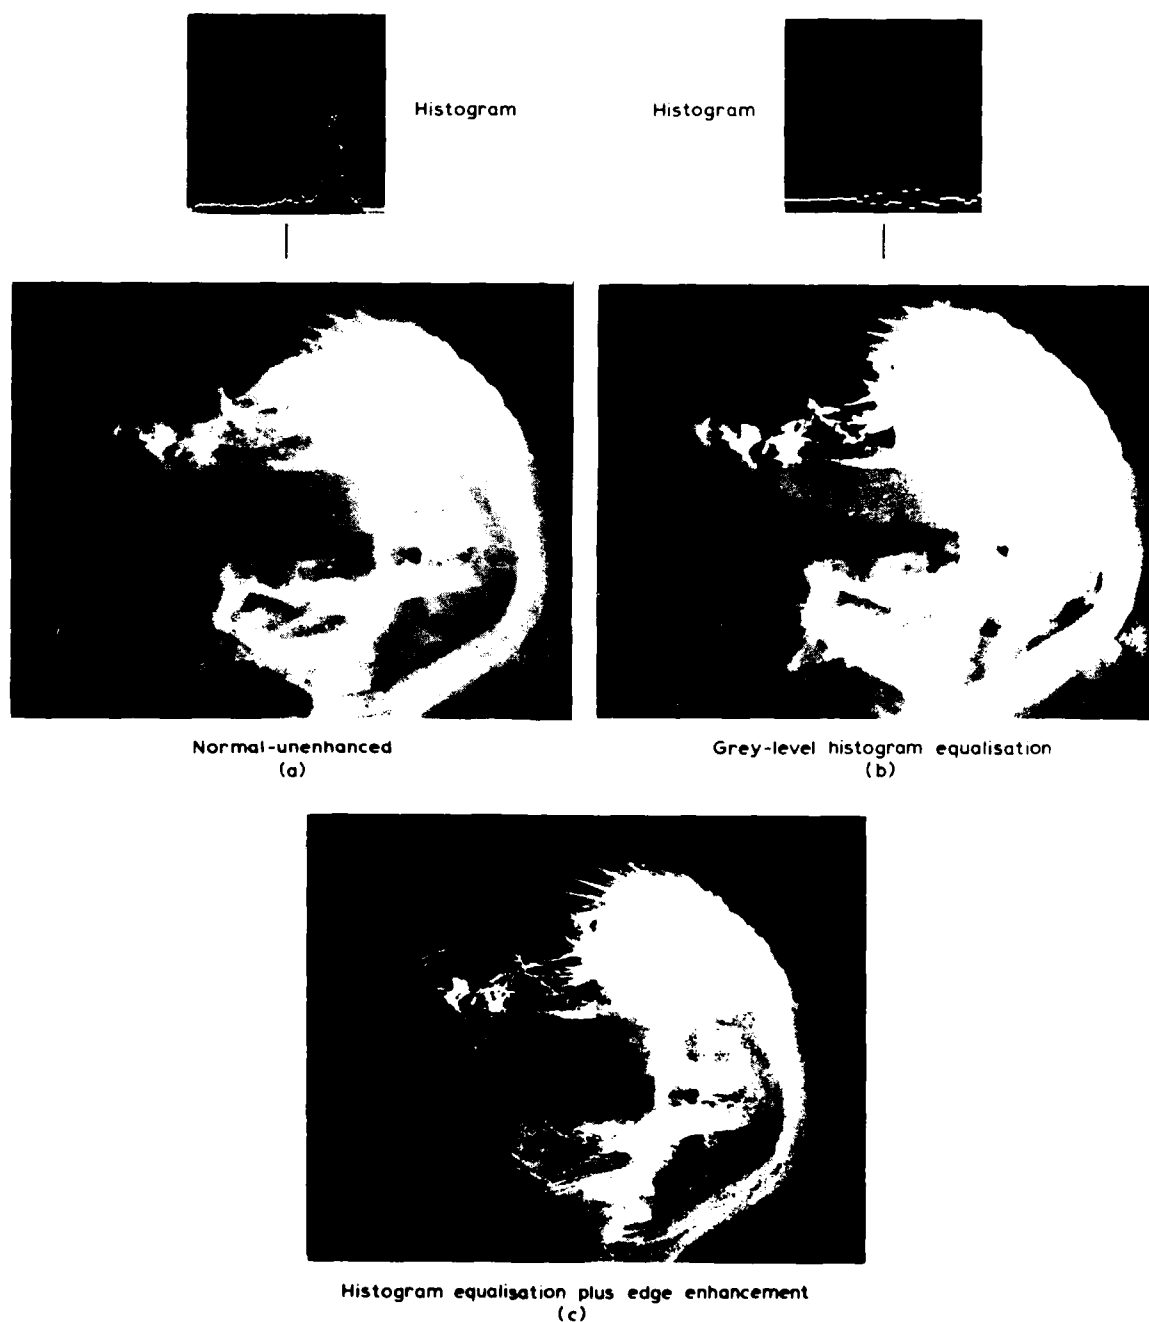 Histogram
Histogram
Normal-unenhanced
(a)
Grey-level histogram equalisation
(b)
Histogram equalisation plus edge enhancement
(c)